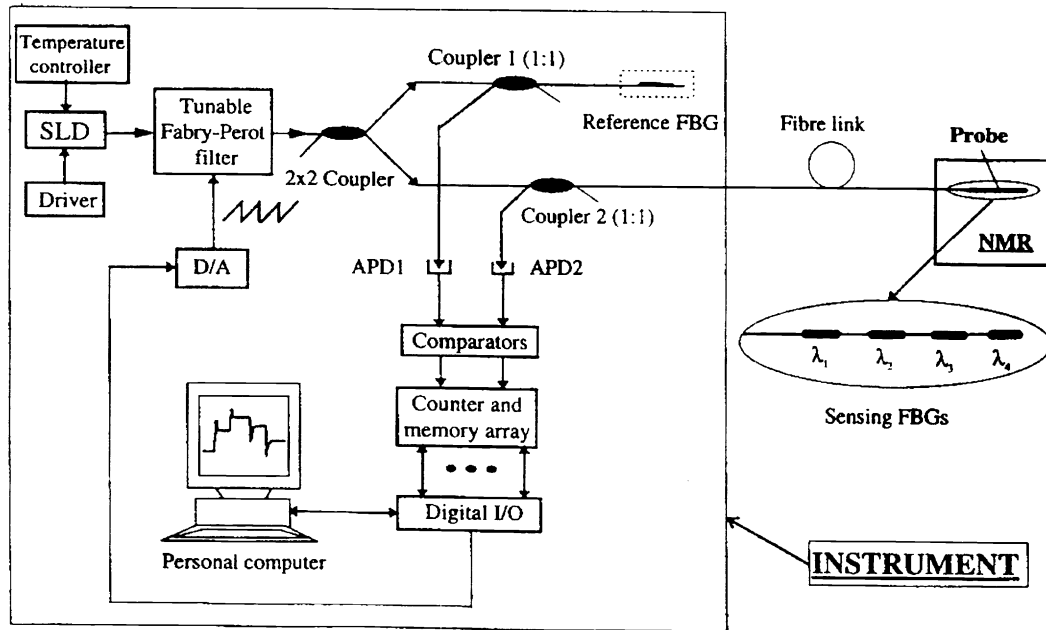 Temperature
controller
SLD
Driver
Tunable
Fabry-Perot
filter
2x2 Coupler
D/A
Coupler 1 (1:1)
Reference FBG
Coupler 2 (1:1)
APD1
APD2
Comparators
Counter and
memory array
Digital I/O
Personal computer
Fibre link
Probe
NMR
λ1
λ2
λ3
λ4
Sensing FBGs
INSTRUMENT